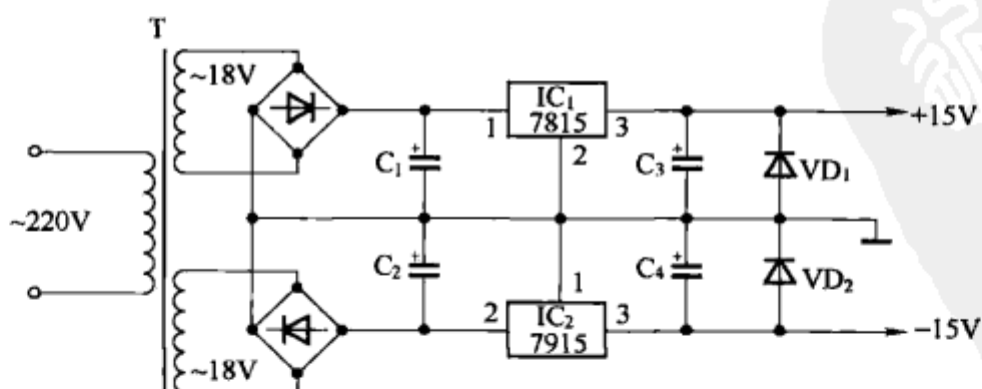 T
~18V
IC₁
7815
1
3
2
+15V
C₁
+
C₃
+
VD₁
~220V
C₂
+
C₄
+
VD₂
1
2
IC₂
7915
3
−15V
~18V